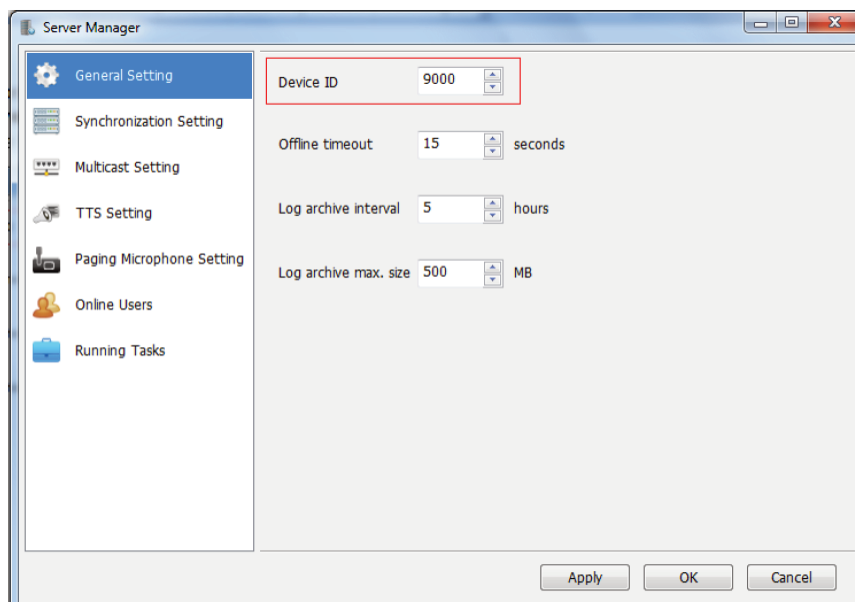 Server Manager
General Setting
Synchronization Setting
Multicast Setting
TTS Setting
Paging Microphone Setting
Online Users
Running Tasks
Device ID 9000
Offline timeout 15 seconds
Log archive interval 5 hours
Log archive max. size 500 MB
Apply OK Cancel